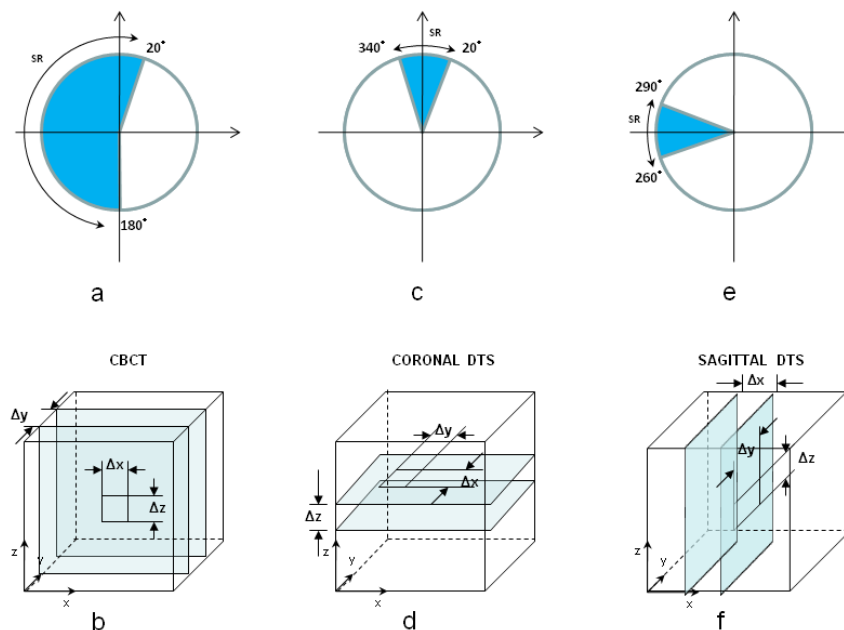 SR
20°
180°
a
340°
SR
20°
c
290°
SR
260°
e
CBCT
Δy
Δx
Δz
z
y
x
b
CORONAL DTS
Δy
Δx
Δz
z
y
x
d
SAGITTAL DTS
Δx
Δy
Δz
z
y
x
f